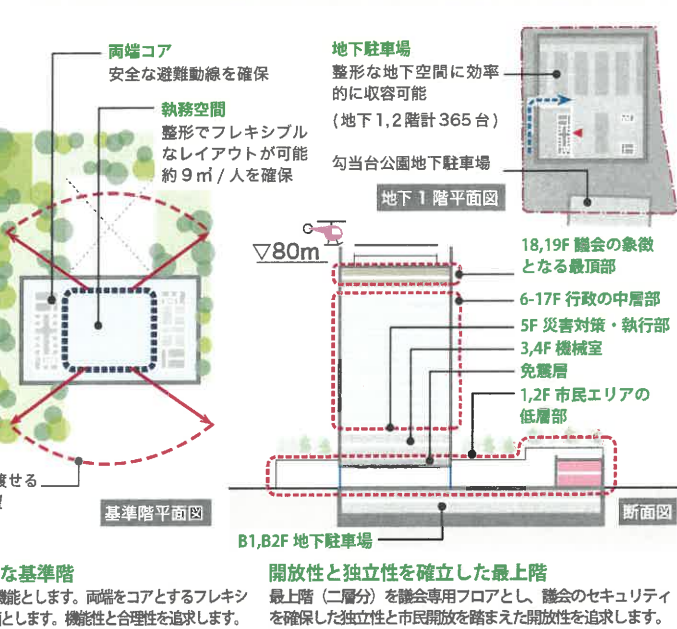 両端コア
安全な避難動線を確保
執務空間
整形でフレキシブル
なレイアウトが可能
約9㎡/人を確保
地下駐車場
整形な地下空間に効率
的に収容可能
(地下1,2階計365台)
勾当台公園地下駐車場
地下1階平面図
▽80m
18,19F 議会の象徴
となる最頂部
6-17F 行政の中層部
5F 災害対策・執行部
3,4F 機械室
免震層
1,2F 市民エリアの
低層部
渡せる
基準階平面図
断面図
B1,B2F 地下駐車場
な基準階
機能とします。両端をコアとするフレキシ
とします。機能性と合理性を追求します。
開放性と独立性を確立した最上階
最上階（二層分）を議会専用フロアとし、議会のセキュリティ
を確保した独立性と市民開放を踏まえた開放性を追求します。